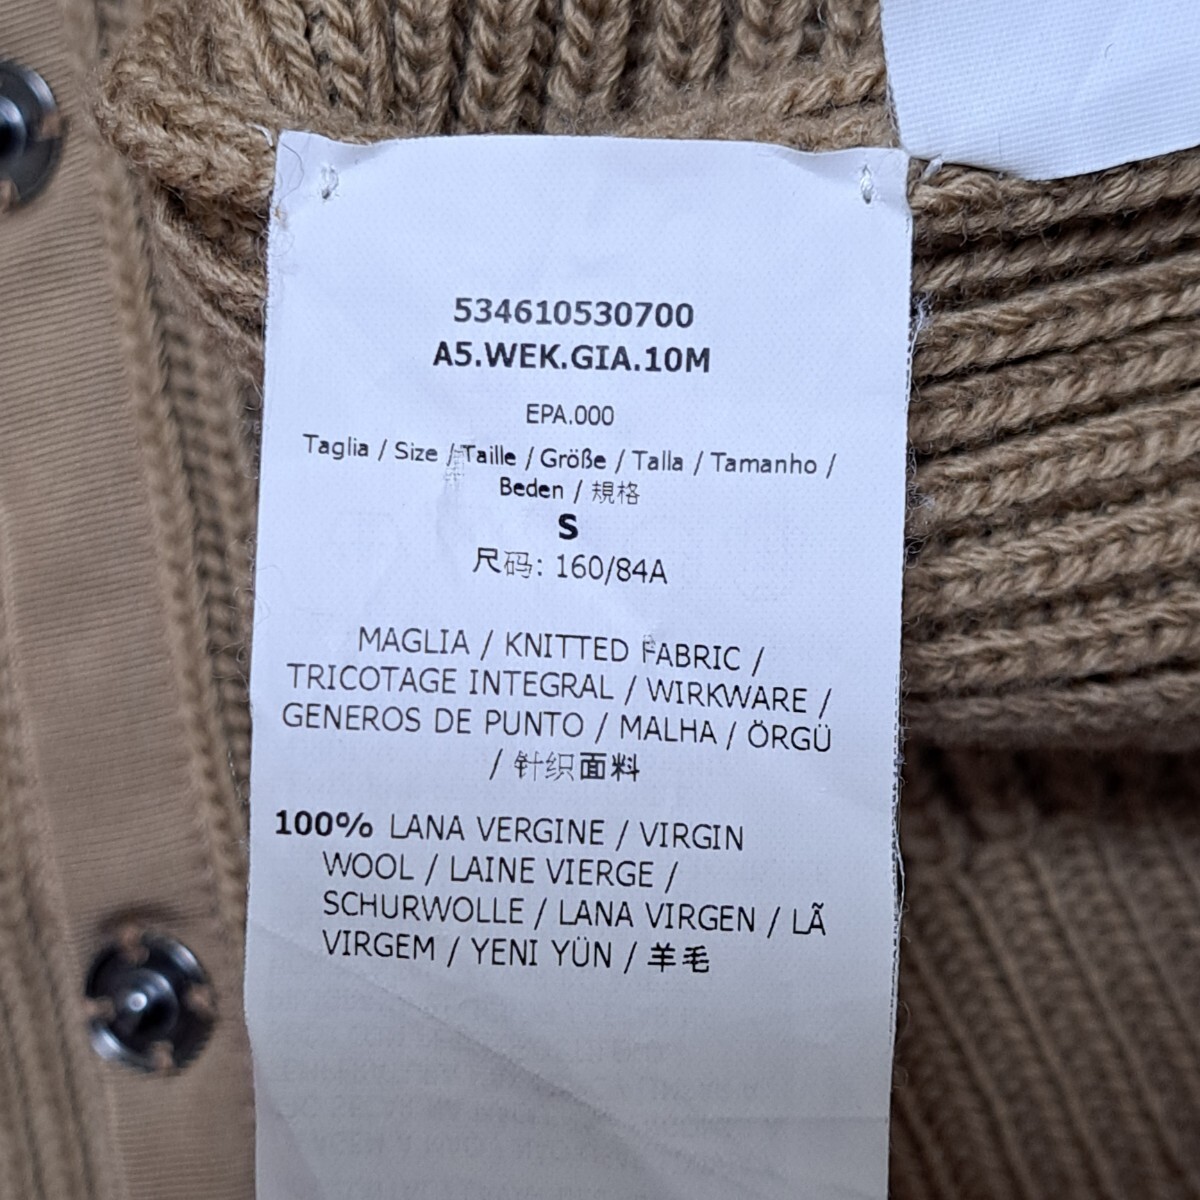 534610530700
A5.WEK.GIA.10M
EPA.000
Taglia / Size / Taille / Größe / Talla / Tamanho /
Beden / 規格
S
尺码: 160/84A
MAGLIA / KNITTED FABRIC /
TRICOTAGE INTEGRAL / WIRKWARE /
GENEROS DE PUNTO / MALHA / ÖRGÜ
/ 针织面料
100% LANA VERGINE / VIRGIN
WOOL / LAINE VIERGE /
SCHURWOLLE / LANA VIRGEN / LÃ
VIRGEM / YENI YÜN / 羊毛